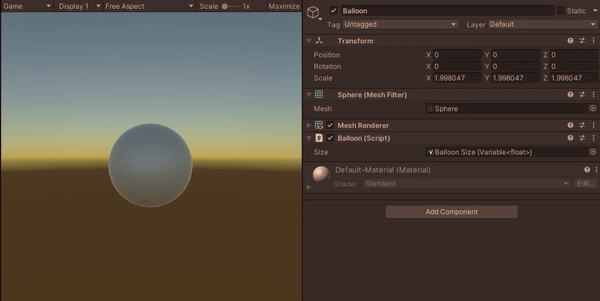 Game Display 1 Free Aspect Scale 1x Maximize
Balloon Static
Tag Untagged Layer Default
Transform
Position X 0 Y 0 Z 0
Rotation X 0 Y 0 Z 0
Scale X 1.998047 Y 1.998047 Z 1.998047
Sphere (Mesh Filter)
Mesh Sphere
Mesh Renderer
Balloon (Script)
Size Balloon Size (Variable<float>)
Default-Material (Material)
Shader Standard Edit...
Add Component